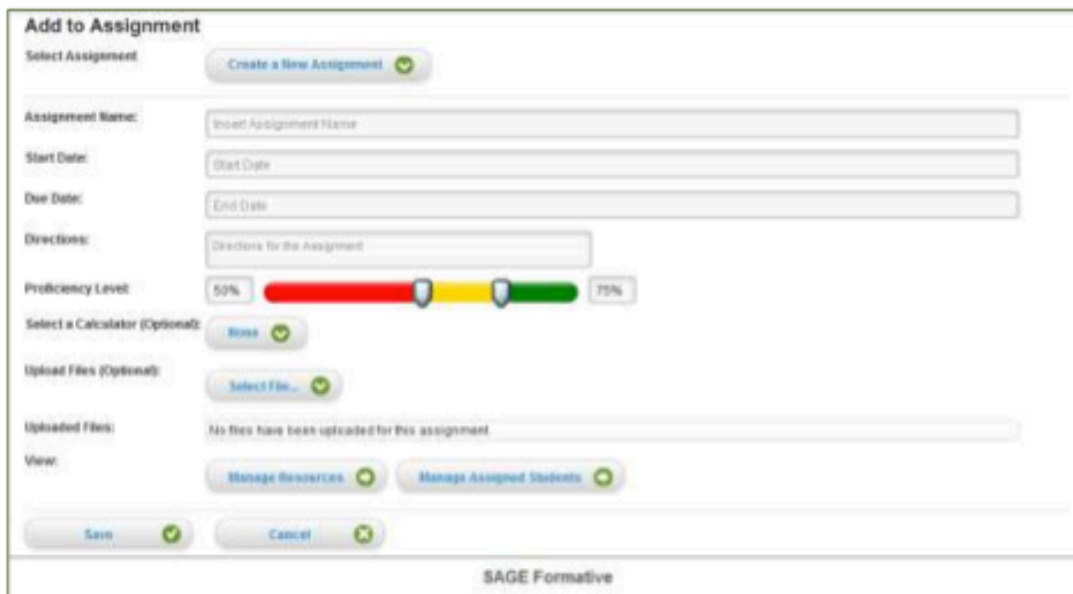 Add to Assignment
Select Assignment Create a New Assignment
Assignment Name: Insert Assignment Name
Start Date: Start Date
Due Date: End Date
Directions: Directions for the Assignment
Proficiency Level: 50% 75%
Select a Calculator (Optional): None
Upload Files (Optional): Select File...
Uploaded Files: No files have been uploaded for this assignment
View: Manage Resources Manage Assigned Students
Save Cancel
SAGE Formative